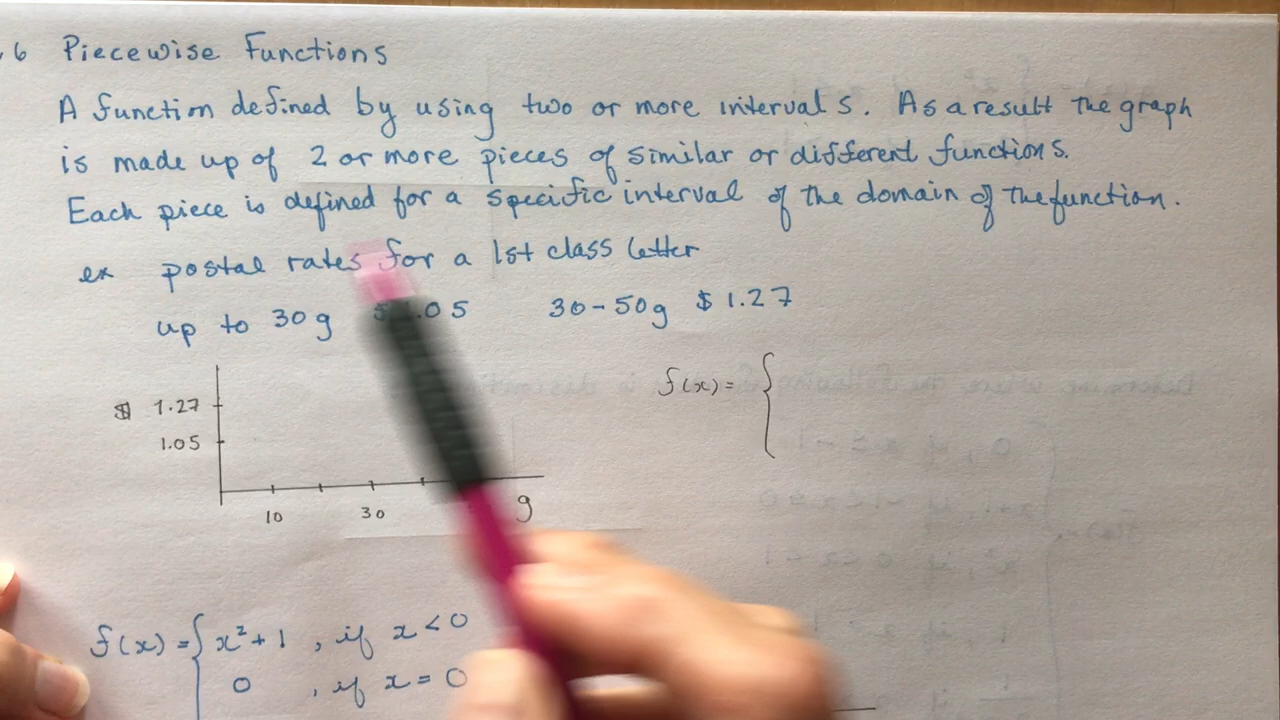 .6 Piecewise Functions
A function defined by using two or more intervals. As a result the graph
is made up of 2 or more pieces of similar or different functions.
Each piece is defined for a specific interval of the domain of the function.
ex postal rates for a 1st class letter
up to 30g $ .05 30-50g $1.27
$ 1.27
1.05
10 30 g
f(x)= {
f(x)= { x²+1 , if x<0
0 , if x=0